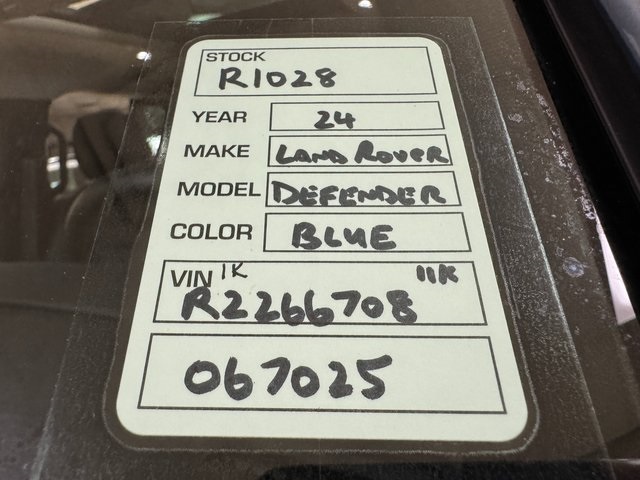 STOCK
R1028
YEAR 24
MAKE LAND ROVER
MODEL DEFENDER
COLOR BLUE
VIN 1K 11K
R2266708
067025